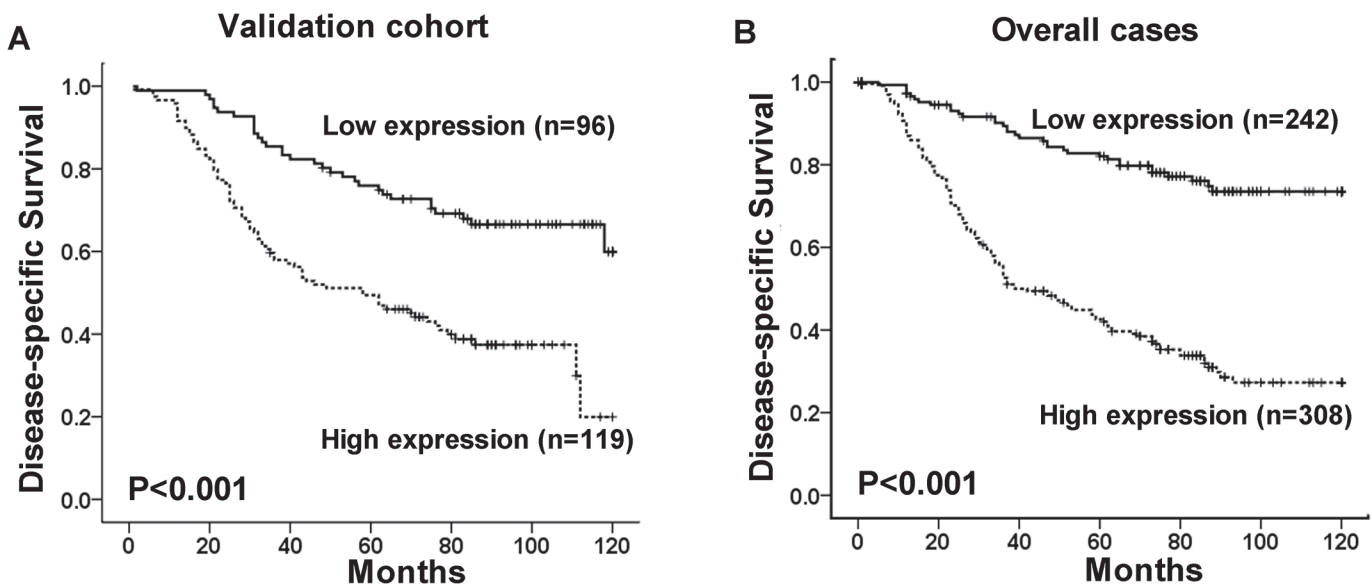 A
Validation cohort
Disease-specific Survival
1.0
0.8
0.6
0.4
0.2
0.0
Low expression (n=96)
High expression (n=119)
P<0.001
0 20 40 60 80 100 120
Months
B
Overall cases
Disease-specific Survival
1.0
0.8
0.6
0.4
0.2
0.0
Low expression (n=242)
High expression (n=308)
P<0.001
0 20 40 60 80 100 120
Months